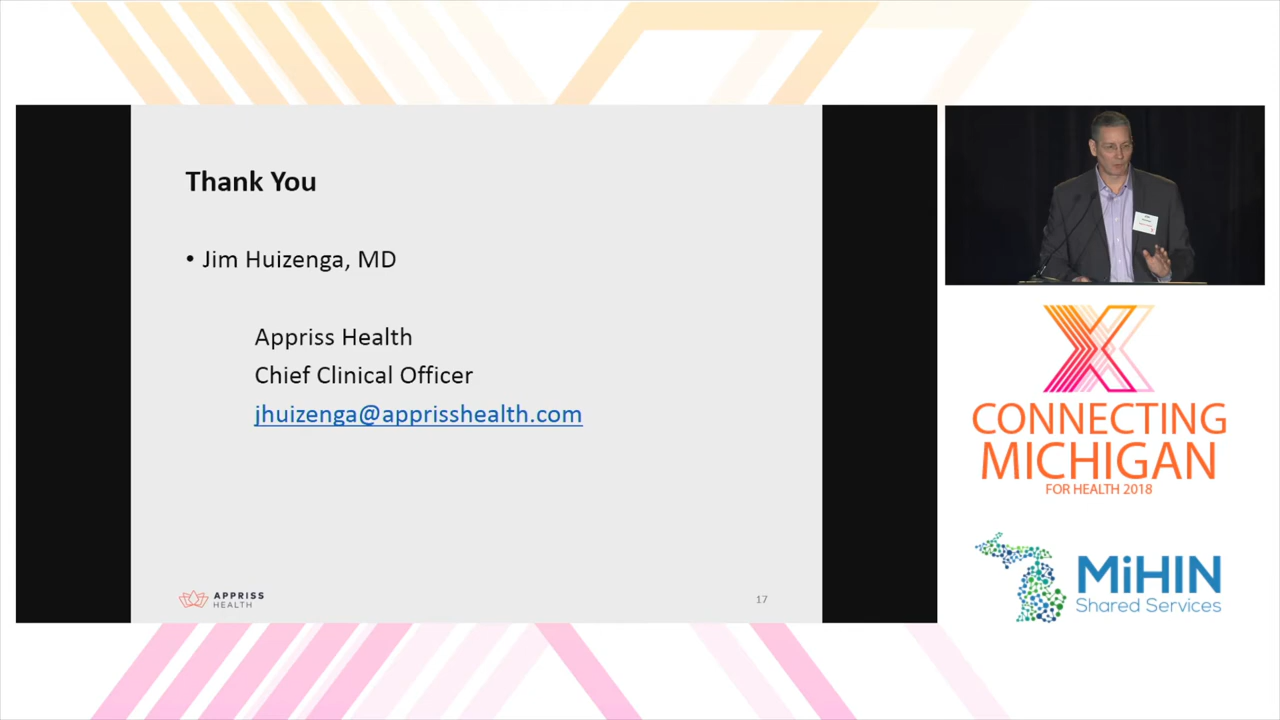 Thank You
• Jim Huizenga, MD
Appriss Health
Chief Clinical Officer
jhuizenga@apprisshealth.com
APPRISS
HEALTH
17
CONNECTING
MICHIGAN
FOR HEALTH 2018
MiHIN
Shared Services